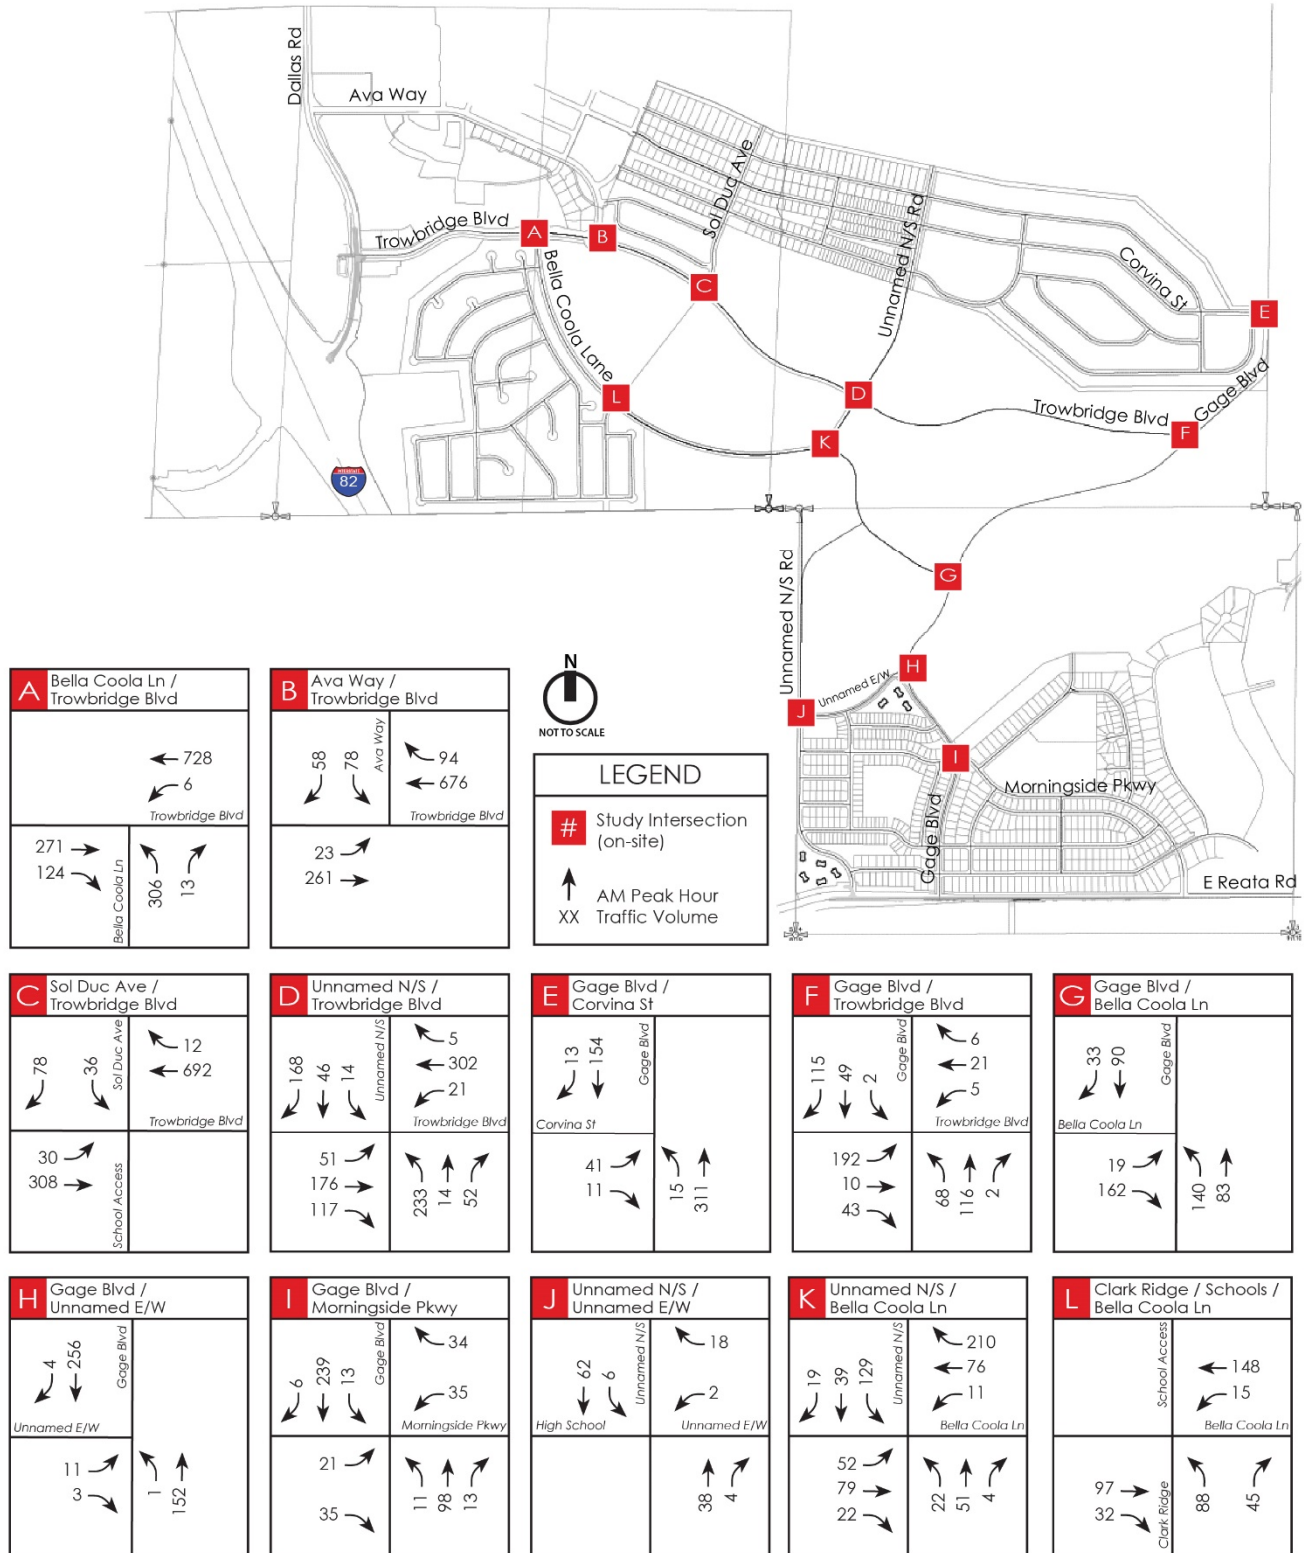 Dallas Rd
Ava Way
Sol Duc Ave
Unnamed N/S Rd
Trowbridge Blvd
A
B
C
Bella Coola Lane
Corvina St
E
L
D
Trowbridge Blvd
Gage Blvd
F
K
INTERSTATE
82
Unnamed N/S Rd
G
H
Unnamed E/W
J
I
Morningside Pkwy
Gage Blvd
E Reata Rd
N
NOT TO SCALE
LEGEND
# Study Intersection
(on-site)
AM Peak Hour
XX Traffic Volume
A Bella Coola Ln /
Trowbridge Blvd
728
6
Trowbridge Blvd
271
124
Bella Coola Ln
306
13
B Ava Way /
Trowbridge Blvd
58
78
Ava Way
94
676
Trowbridge Blvd
23
261
C Sol Duc Ave /
Trowbridge Blvd
78
36
Sol Duc Ave
12
692
Trowbridge Blvd
30
308
School Access
D Unnamed N/S /
Trowbridge Blvd
168
46
14
Unnamed N/S
5
302
21
Trowbridge Blvd
51
176
117
233
14
52
E Gage Blvd /
Corvina St
13
154
Gage Blvd
Corvina St
41
11
15
311
F Gage Blvd /
Trowbridge Blvd
115
49
2
Gage Blvd
6
21
5
Trowbridge Blvd
192
10
43
68
116
2
G Gage Blvd /
Bella Coola Ln
33
90
Gage Blvd
Bella Coola Ln
19
162
140
83
H Gage Blvd /
Unnamed E/W
4
256
Gage Blvd
Unnamed E/W
11
3
1
152
I Gage Blvd /
Morningside Pkwy
6
239
13
Gage Blvd
34
35
Morningside Pkwy
21
35
11
98
13
J Unnamed N/S /
Unnamed E/W
62
6
Unnamed N/S
18
2
High School
Unnamed E/W
38
4
K Unnamed N/S /
Bella Coola Ln
19
39
129
Unnamed N/S
210
76
11
Bella Coola Ln
52
79
22
22
51
4
L Clark Ridge / Schools /
Bella Coola Ln
School Access
148
15
Bella Coola Ln
97
32
Clark Ridge
88
45